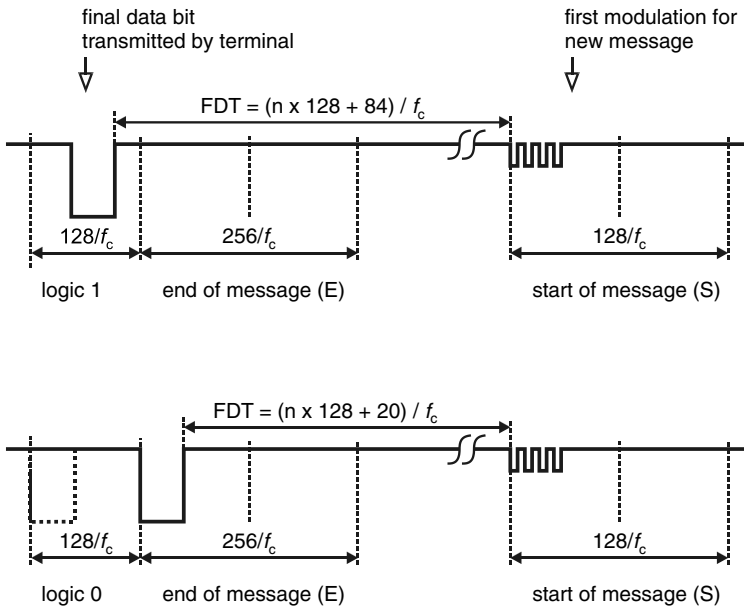 final data bit
transmitted by terminal
first modulation for
new message
FDT = (n x 128 + 84) / fc
128/fc
256/fc
128/fc
logic 1
end of message (E)
start of message (S)
FDT = (n x 128 + 20) / fc
128/fc
256/fc
128/fc
logic 0
end of message (E)
start of message (S)